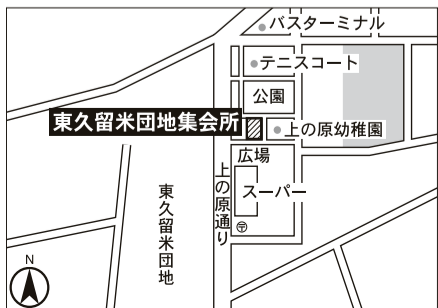 バスターミナル
テニスコート
公園
東久留米団地集会所
上の原幼稚園
広場
スーパー
上の原通り
東久留米団地
〶
N